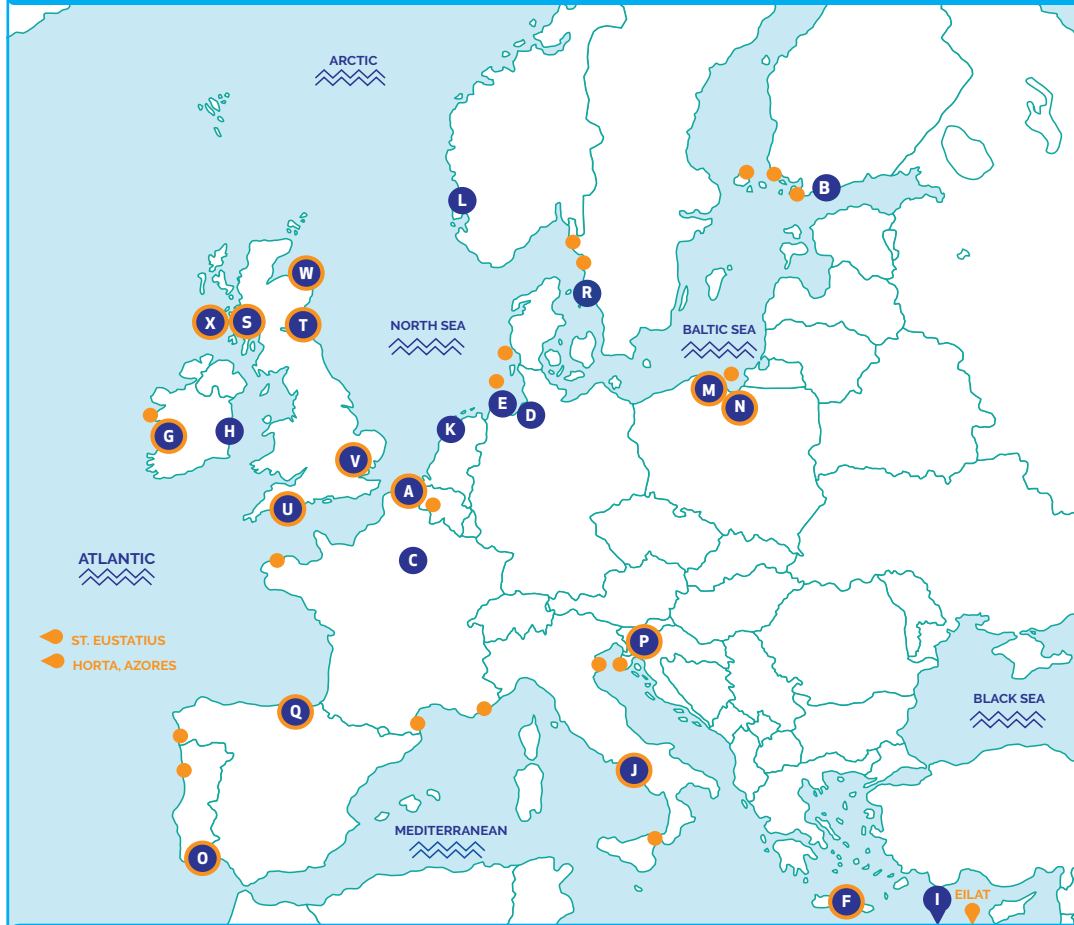 ARCTIC
L
B
W
R
X
S
T
NORTH SEA
BALTIC SEA
M
N
E
D
K
G
H
V
A
U
C
ATLANTIC
P
ST. EUSTATIUS
HORTA, AZORES
Q
BLACK SEA
J
MEDITERRANEAN
O
F
I
EILAT